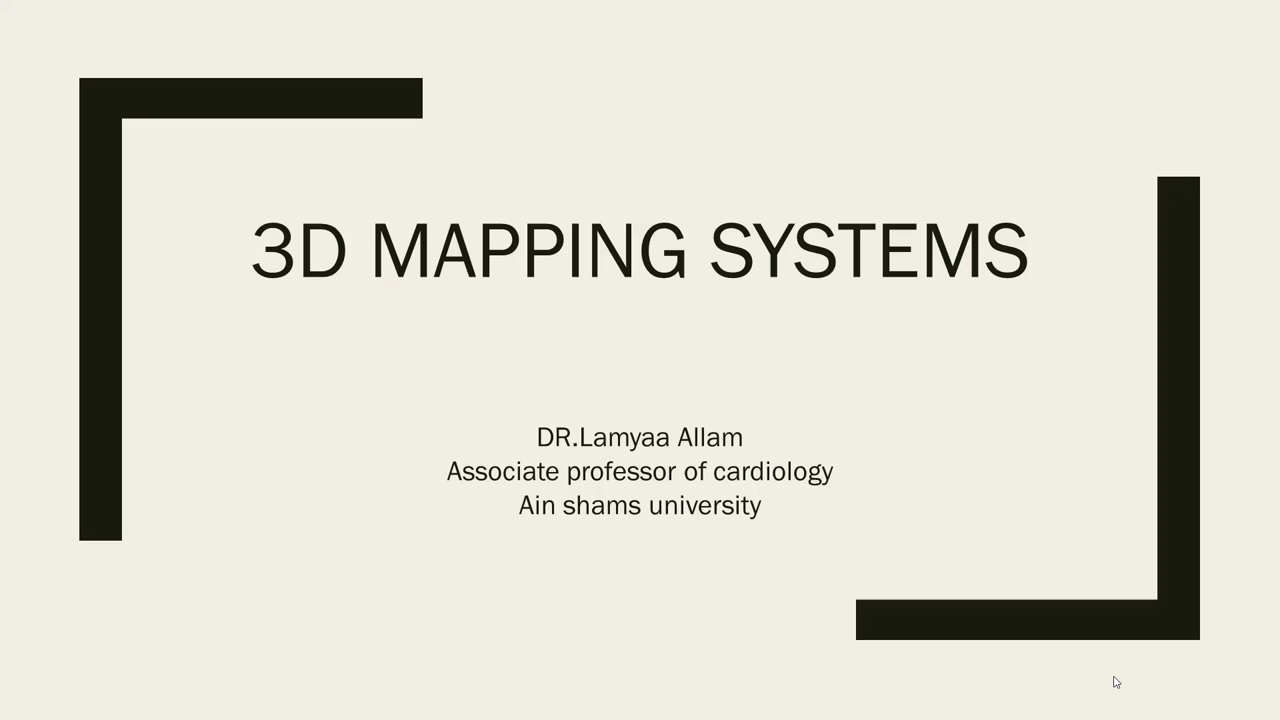 3D MAPPING SYSTEMS
DR.Lamyaa Allam
Associate professor of cardiology
Ain shams university